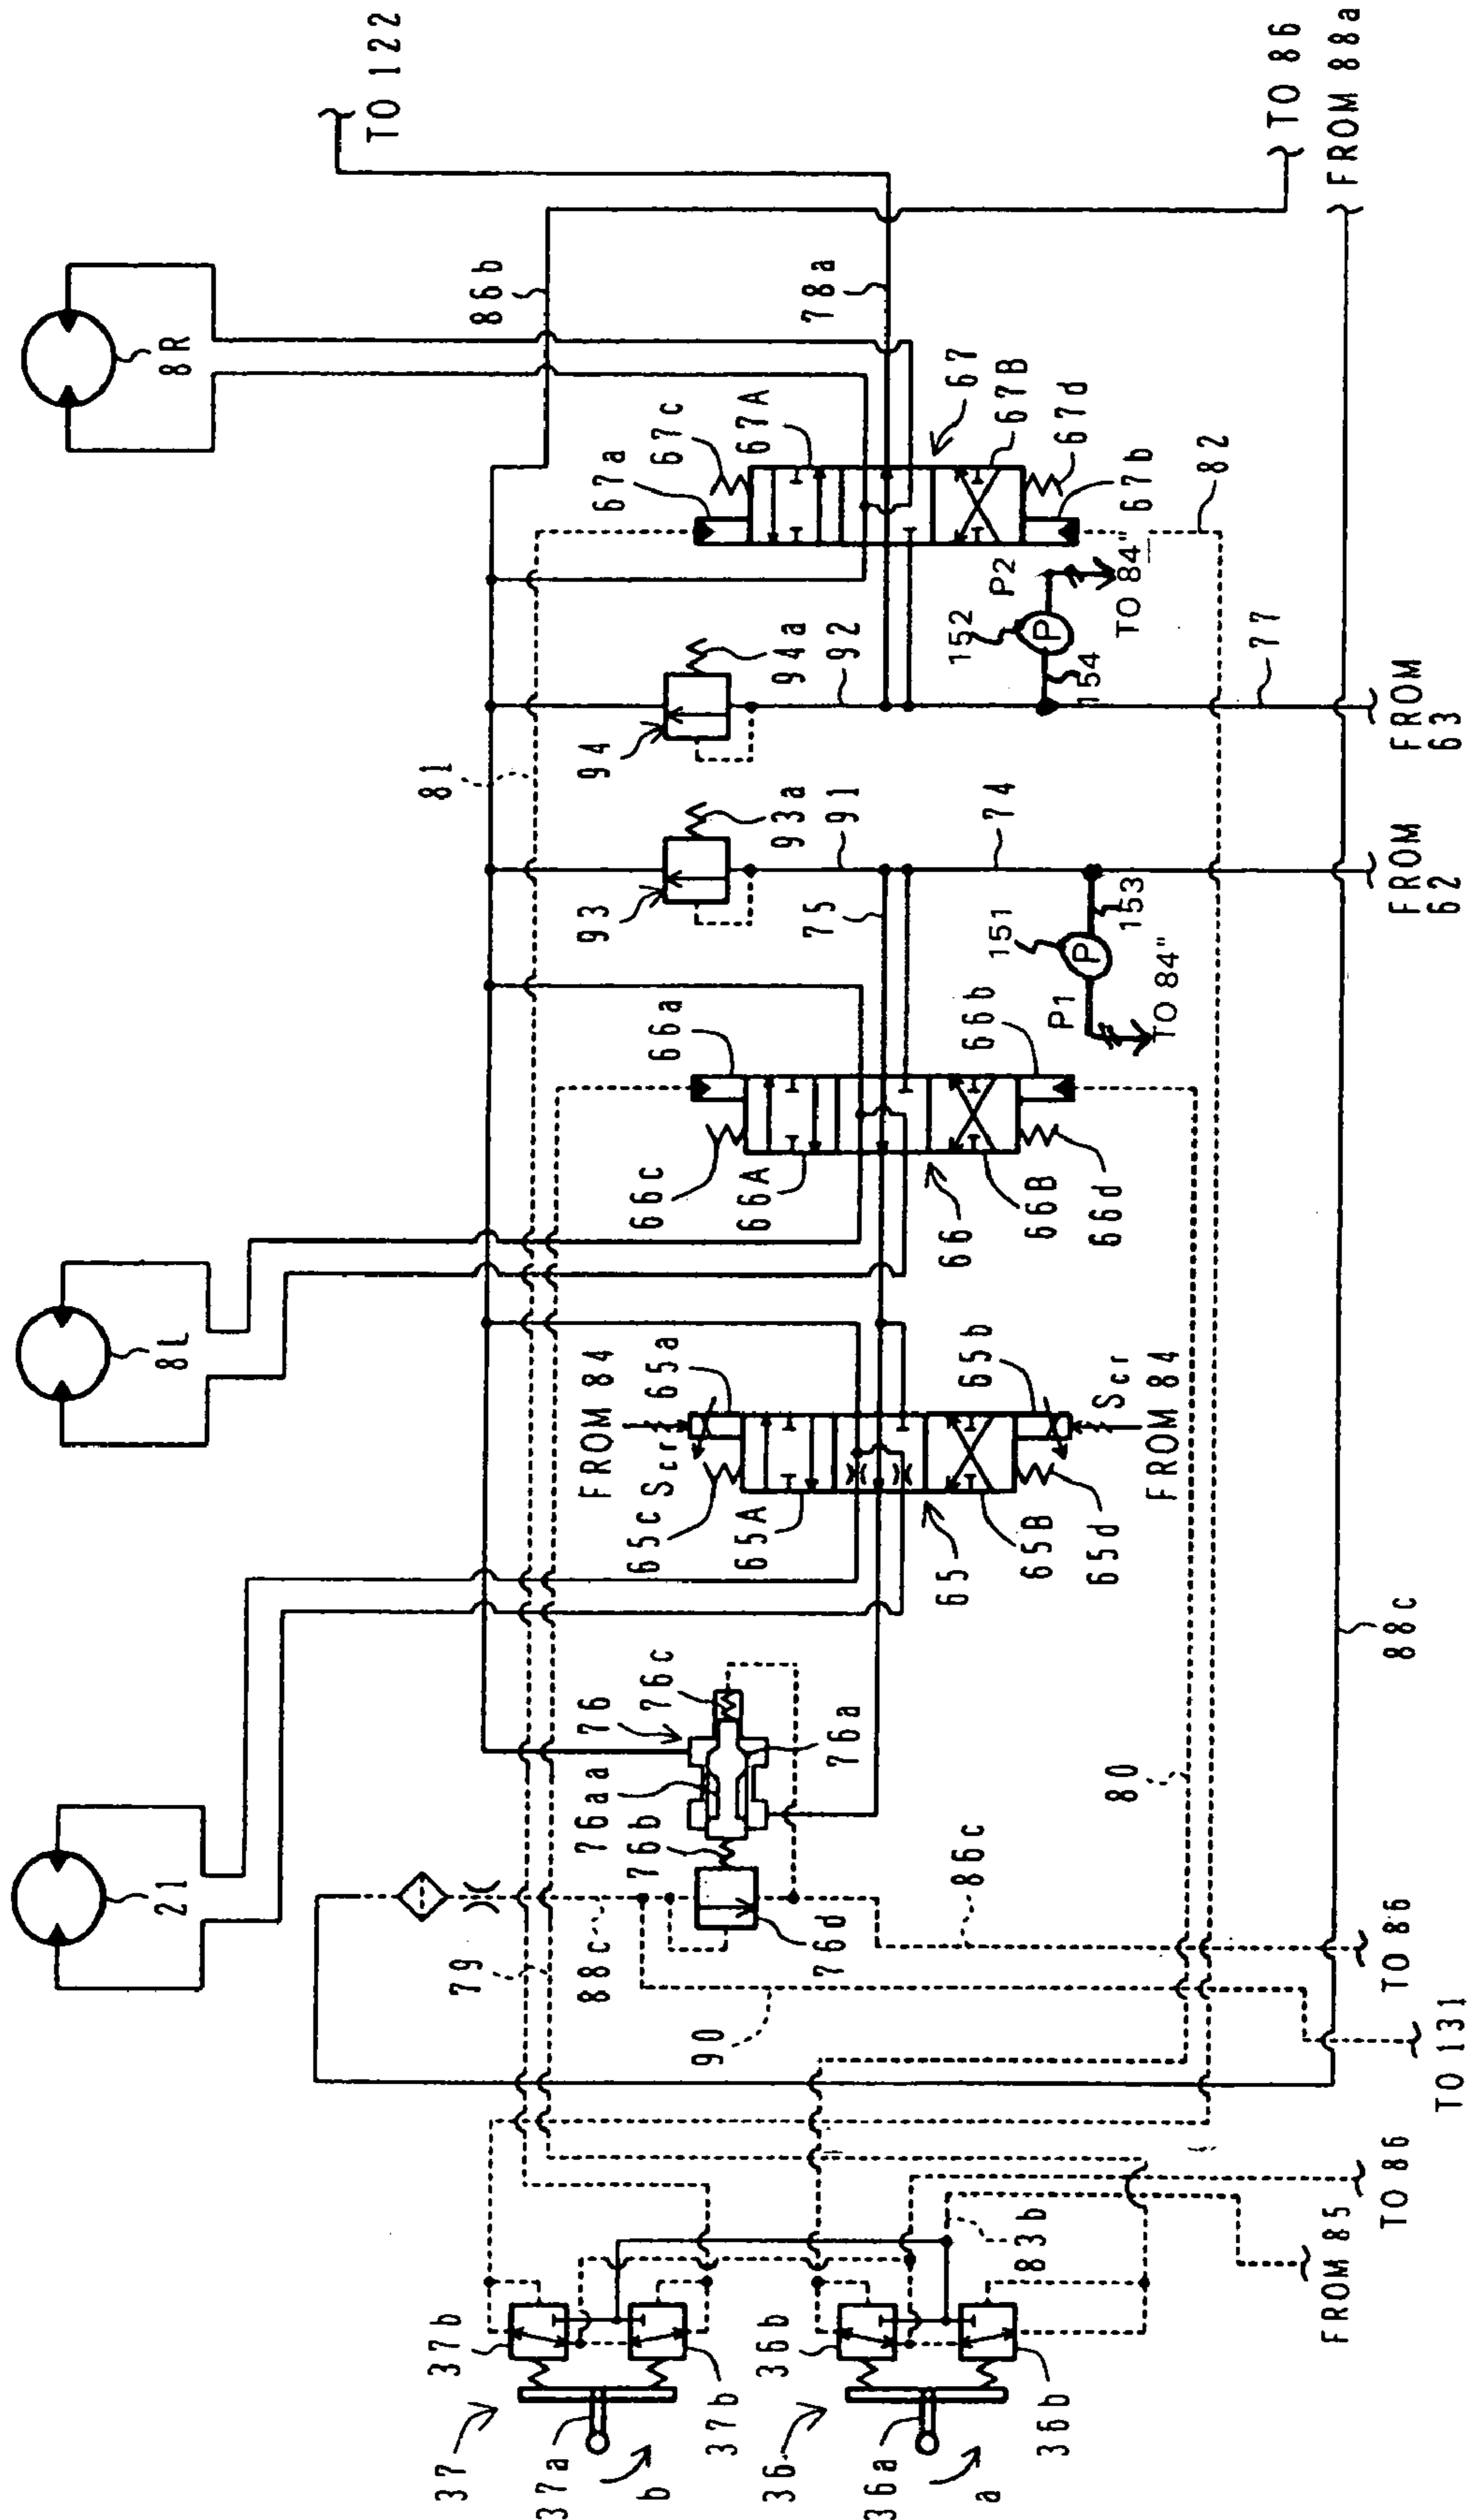 TO 122
TO 86
FROM 88a
8R
86b
78a
67a
67c
67A
67
67B
67d
67b
82
P2
152
154
TO 84"
94
94a
92
77
FROM 63
81
93
93a
91
75
74
FROM 62
151
153
P1
TO 84"
66a
66b
66c
66A
66
66B
66d
8L
FROM 84
Scr
65a
65b
Scr
FROM 84
65c
65A
65
65B
65d
88c
76
76c
76a
76aa
76b
76d
80
86c
21
79
88c
90
TO 86
TO 131
TO 86
FROM 85
83b
37b
37
37a
b
37b
36b
36
36a
a
36b